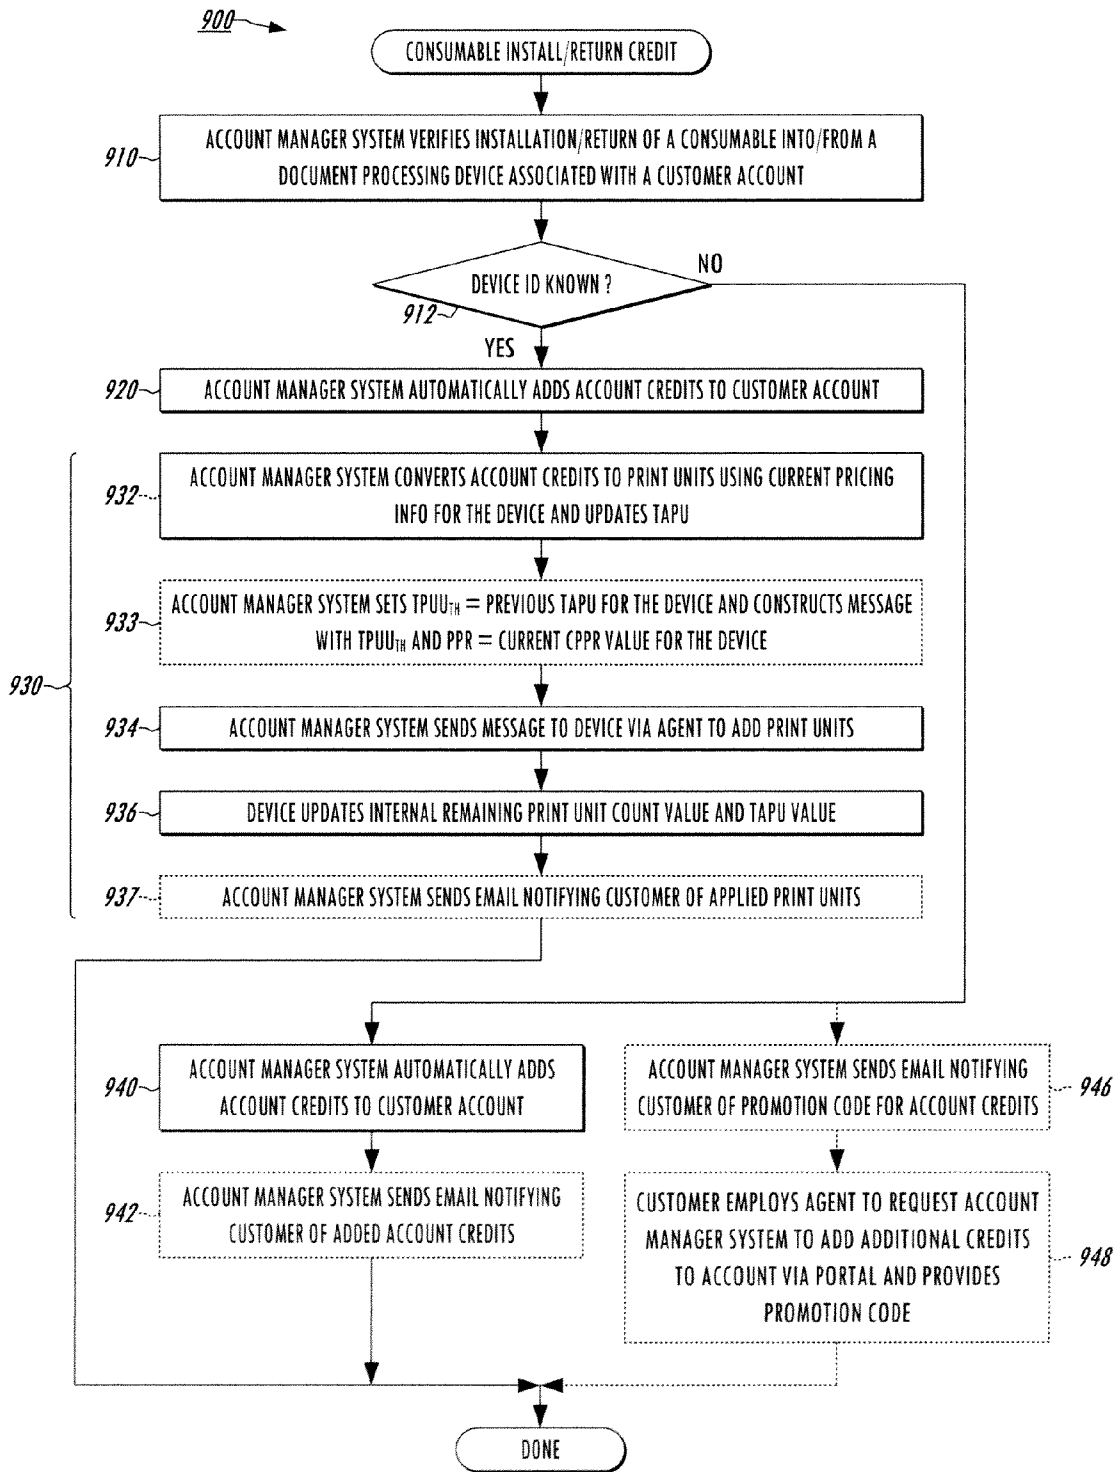 900
CONSUMABLE INSTALL/RETURN CREDIT
910
ACCOUNT MANAGER SYSTEM VERIFIES INSTALLATION/RETURN OF A CONSUMABLE INTO/FROM A
DOCUMENT PROCESSING DEVICE ASSOCIATED WITH A CUSTOMER ACCOUNT
DEVICE ID KNOWN ?
NO
912
YES
920
ACCOUNT MANAGER SYSTEM AUTOMATICALLY ADDS ACCOUNT CREDITS TO CUSTOMER ACCOUNT
930
932
ACCOUNT MANAGER SYSTEM CONVERTS ACCOUNT CREDITS TO PRINT UNITS USING CURRENT PRICING
INFO FOR THE DEVICE AND UPDATES TAPU
933
ACCOUNT MANAGER SYSTEM SETS TPUUTH = PREVIOUS TAPU FOR THE DEVICE AND CONSTRUCTS MESSAGE
WITH TPUUTH AND PPR = CURRENT CPPR VALUE FOR THE DEVICE
934
ACCOUNT MANAGER SYSTEM SENDS MESSAGE TO DEVICE VIA AGENT TO ADD PRINT UNITS
936
DEVICE UPDATES INTERNAL REMAINING PRINT UNIT COUNT VALUE AND TAPU VALUE
937
ACCOUNT MANAGER SYSTEM SENDS EMAIL NOTIFYING CUSTOMER OF APPLIED PRINT UNITS
940
ACCOUNT MANAGER SYSTEM AUTOMATICALLY ADDS
ACCOUNT CREDITS TO CUSTOMER ACCOUNT
942
ACCOUNT MANAGER SYSTEM SENDS EMAIL NOTIFYING
CUSTOMER OF ADDED ACCOUNT CREDITS
ACCOUNT MANAGER SYSTEM SENDS EMAIL NOTIFYING
CUSTOMER OF PROMOTION CODE FOR ACCOUNT CREDITS
946
CUSTOMER EMPLOYS AGENT TO REQUEST ACCOUNT
MANAGER SYSTEM TO ADD ADDITIONAL CREDITS
TO ACCOUNT VIA PORTAL AND PROVIDES
PROMOTION CODE
948
DONE